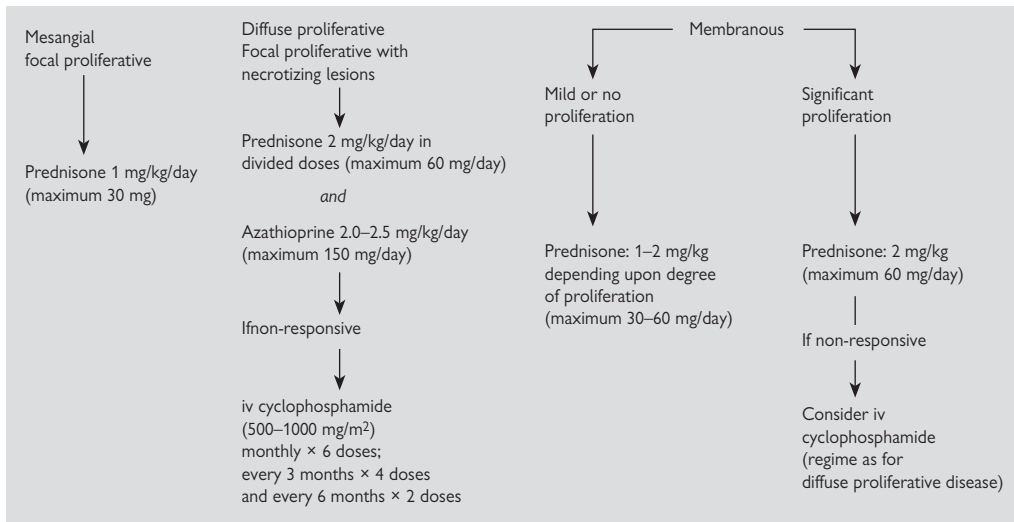 Mesangial
focal proliferative
Prednisone 1 mg/kg/day
(maximum 30 mg)
Diffuse proliferative
Focal proliferative with
necrotizing lesions
Prednisone 2 mg/kg/day in
divided doses (maximum 60 mg/day)
and
Azathioprine 2.0–2.5 mg/kg/day
(maximum 150 mg/day)
Ifnon-responsive
iv cyclophosphamide
(500–1000 mg/m²)
monthly × 6 doses;
every 3 months × 4 doses
and every 6 months × 2 doses
Membranous
Mild or no
proliferation
Prednisone: 1–2 mg/kg
depending upon degree
of proliferation
(maximum 30–60 mg/day)
Significant
proliferation
Prednisone: 2 mg/kg
(maximum 60 mg/day)
If non-responsive
Consider iv
cyclophosphamide
(regime as for
diffuse proliferative disease)